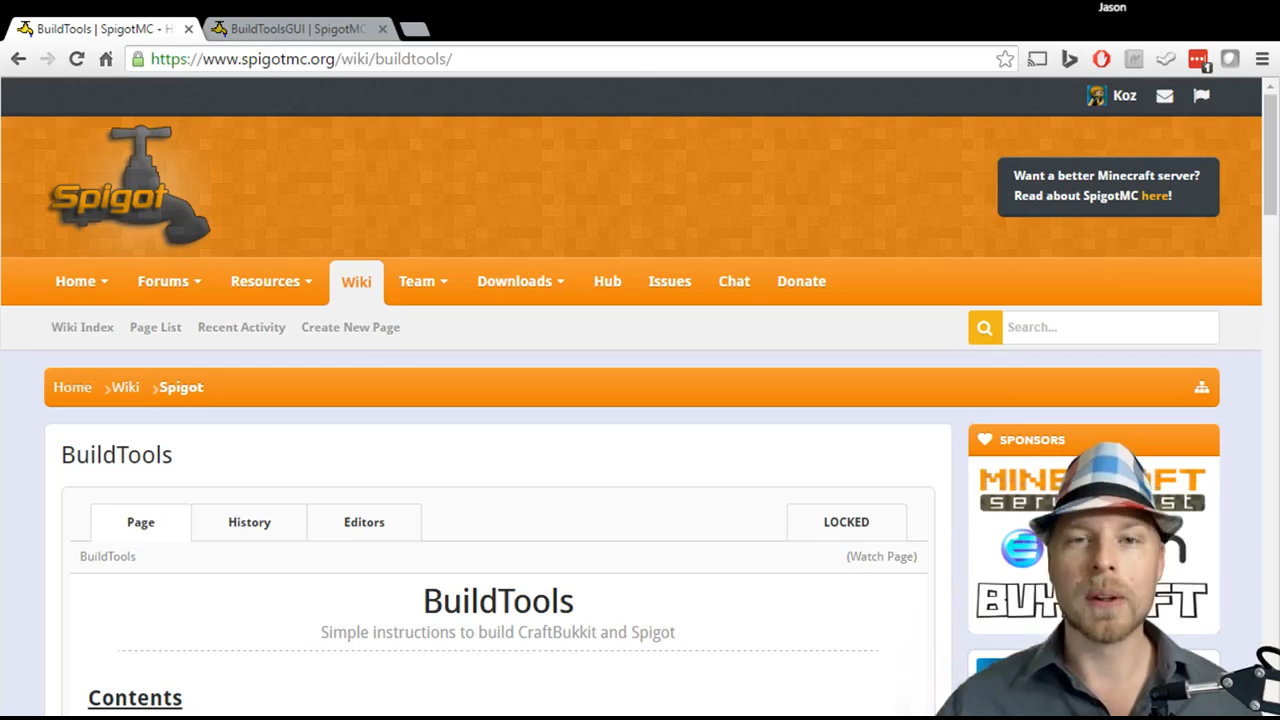 Jason
BuildTools | SpigotMC - H
BuildToolsGUI | SpigotMC
https://www.spigotmc.org/wiki/buildtools/
1
Koz
Spigot
Want a better Minecraft server?
Read about SpigotMC here!
Home
Forums
Resources
Wiki
Team
Downloads
Hub
Issues
Chat
Donate
Wiki Index
Page List
Recent Activity
Create New Page
Search...
Home
Wiki
Spigot
BuildTools
SPONSORS
Page
History
Editors
LOCKED
BuildTools
(Watch Page)
BuildTools
Simple instructions to build CraftBukkit and Spigot
Contents